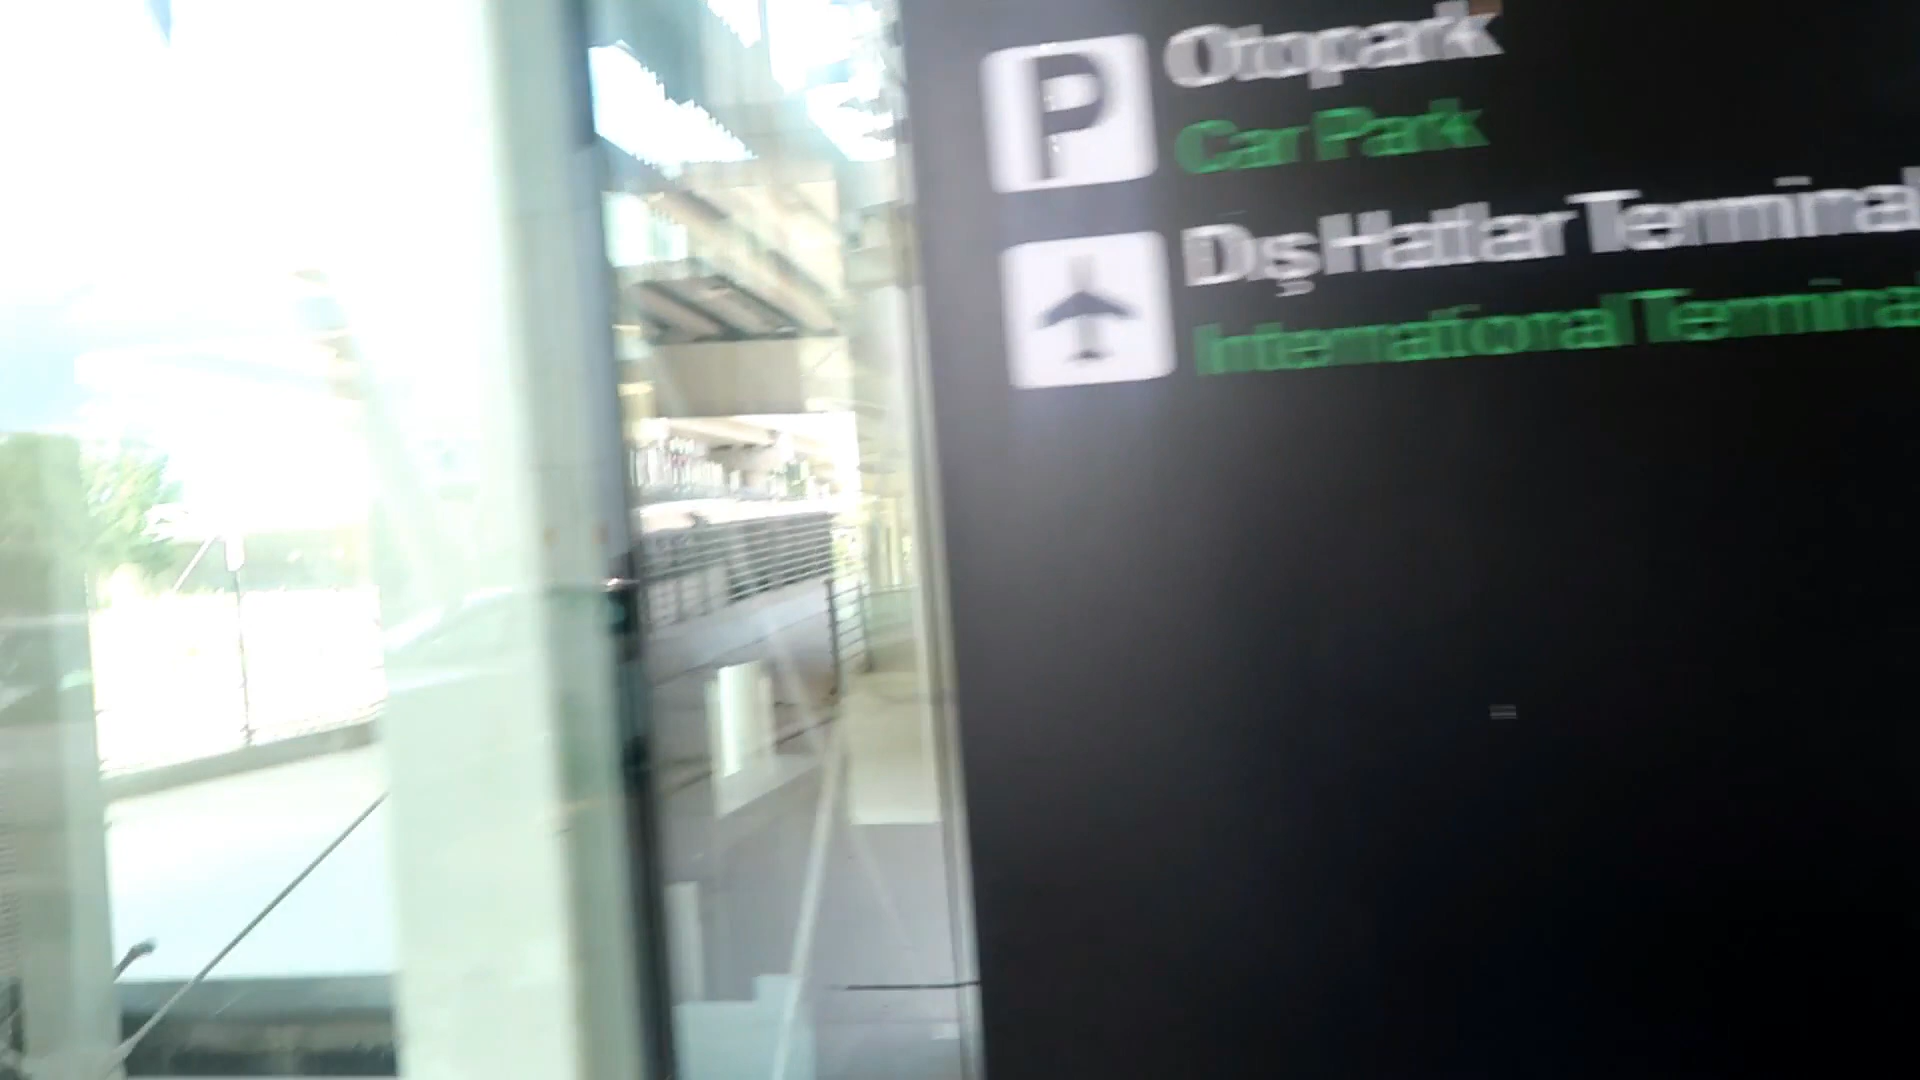 P
Otopark
Car Park
Dış Hatlar Terminal
International Terminal